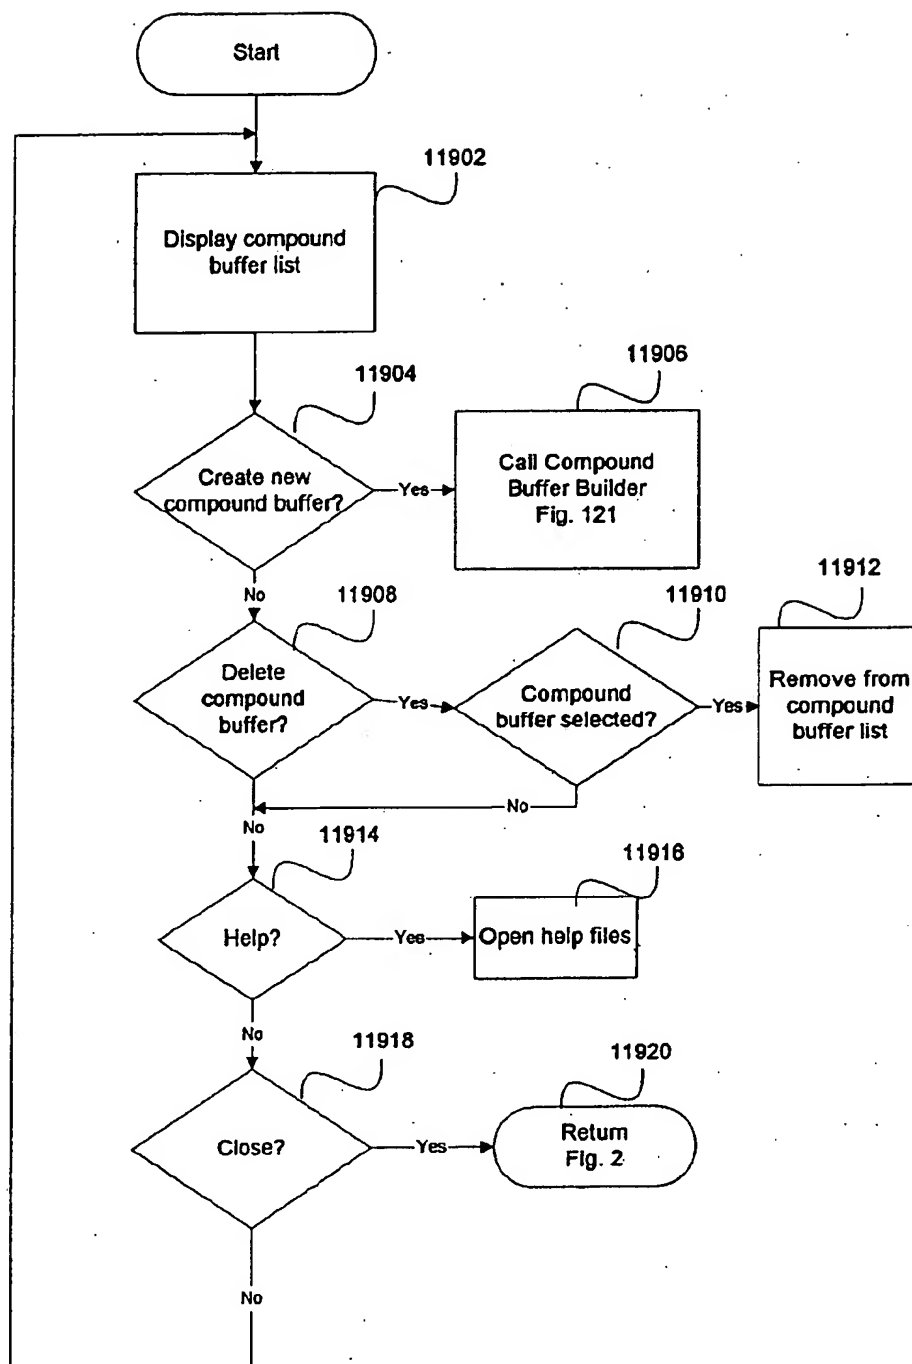 Start
11902
Display compound
buffer list
11904
11906
Create new
compound buffer?
Yes
Call Compound
Buffer Builder
Fig. 121
No
11908
11910
11912
Delete
compound
buffer?
Yes
Compound
buffer selected?
Yes
Remove from
compound
buffer list
No
No
11914
11916
Help?
Yes
Open help files
No
11918
11920
Close?
Yes
Return
Fig. 2
No